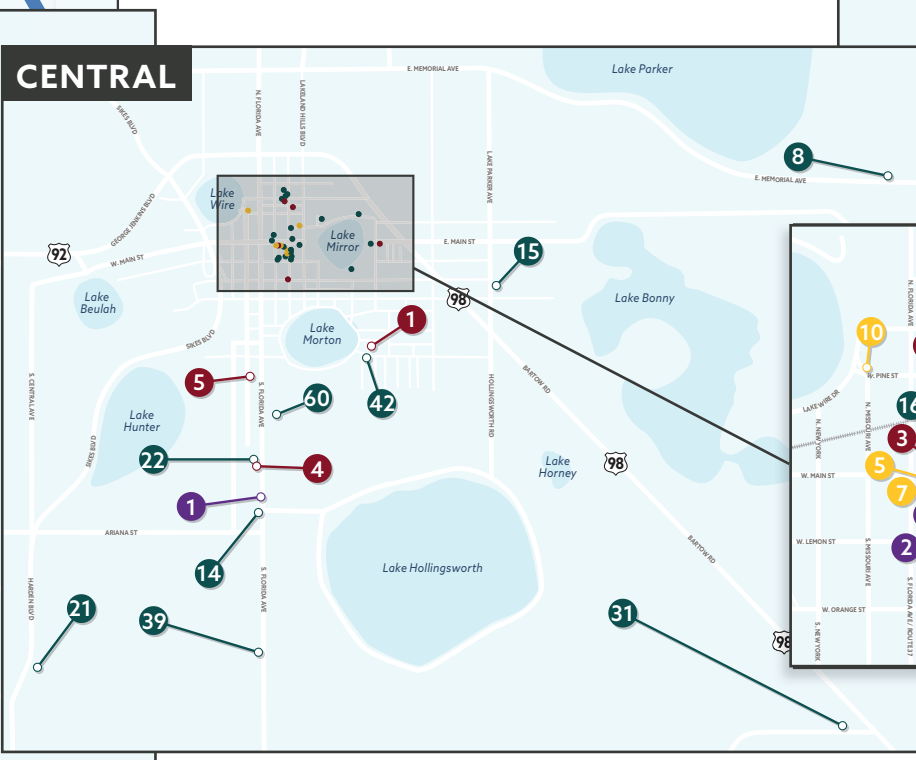 CENTRAL
E. MEMORIAL AVE
Lake Parker
SIKES BLVD
N. FLORIDA AVE
LAKELAND HILLS BLVD
LAKE PARKER AVE
8
E. MEMORIAL AVE
Lake
Wire
GEORGE JENKINS BLVD
92
W. MAIN ST
Lake
Mirror
E. MAIN ST
15
98
Lake
Beulah
Lake Bonny
1
Lake
Morton
SIKES BLVD
10
N. FLORIDA AVE
W. PINE ST
LAKE WIRE DR
5
S. CENTRAL AVE
S. FLORIDA AVE
60
42
HOLLINGSWORTH RD
BARTOW RD
16
N. MISSOURI AVE
N. NEW YORK
3
Lake
Hunter
SIKES BLVD
22
4
Lake
Horney
98
5
W. MAIN ST
7
1
ARIANA ST
W. LEMON ST
2
14
Lake Hollingsworth
BARTOW RD
S. MISSOURI AVE
HARDEN BLVD
S. FLORIDA AVE
21
39
31
W. ORANGE ST
S. NEW YORK
S. FLORIDA AVE / ROUTE 37
98